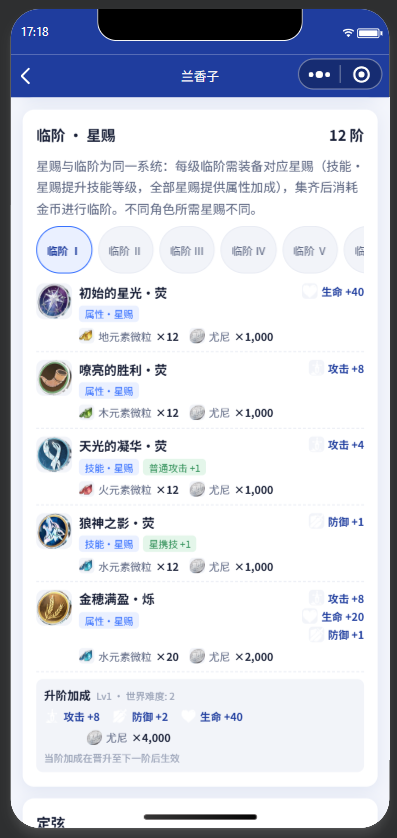 17:18
兰香子
临阶 · 星赐 12 阶
星赐与临阶为同一系统：每级临阶需装备对应星赐（技能·
星赐提升技能等级，全部星赐提供属性加成），集齐后消耗
金币进行临阶。不同角色所需星赐不同。
临阶 I 临阶 II 临阶 III 临阶 IV 临阶 V 临
初始的星光·荧 生命 +40
属性·星赐
地元素微粒 ×12 尤尼 ×1,000
嘹亮的胜利·荧 攻击 +8
属性·星赐
木元素微粒 ×12 尤尼 ×1,000
天光的凝华·荧 攻击 +4
技能·星赐 普通攻击 +1
火元素微粒 ×12 尤尼 ×1,000
狼神之影·荧 防御 +1
技能·星赐 星携技 +1
水元素微粒 ×12 尤尼 ×1,000
金穗满盈·烁 攻击 +8
属性·星赐 生命 +20
防御 +1
水元素微粒 ×20 尤尼 ×2,000
升阶加成 Lv1 · 世界难度: 2
攻击 +8 防御 +2 生命 +40
尤尼 ×4,000
当阶加成在晋升至下一阶后生效
定弦